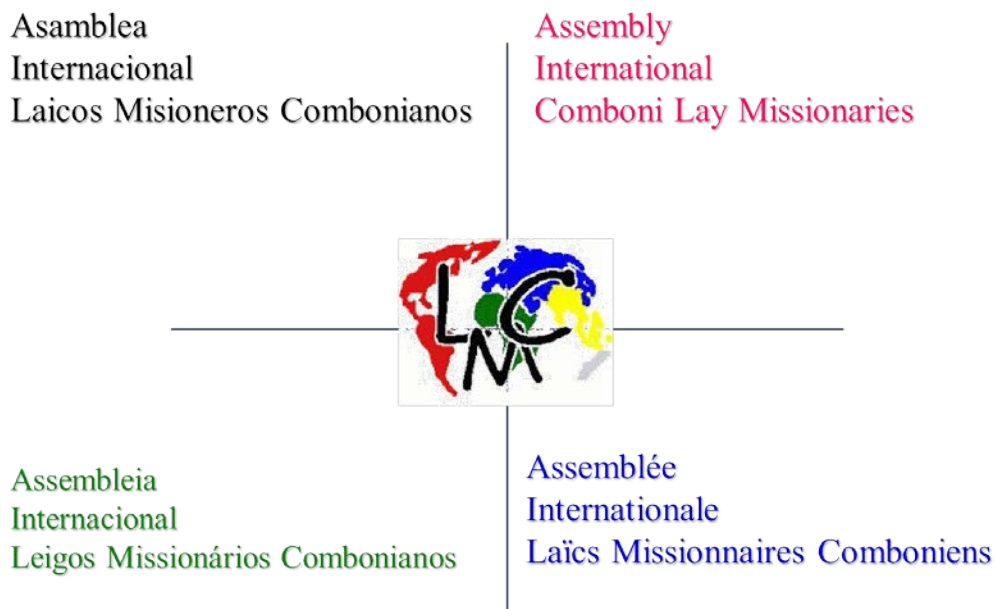 Asamblea
Internacional
Laicos Misioneros Combonianos
Assembly
International
Comboni Lay Missionaries
LMC
Assembleia
Internacional
Leigos Missionários Combonianos
Assemblée
Internationale
Laïcs Missionnaires Comboniens